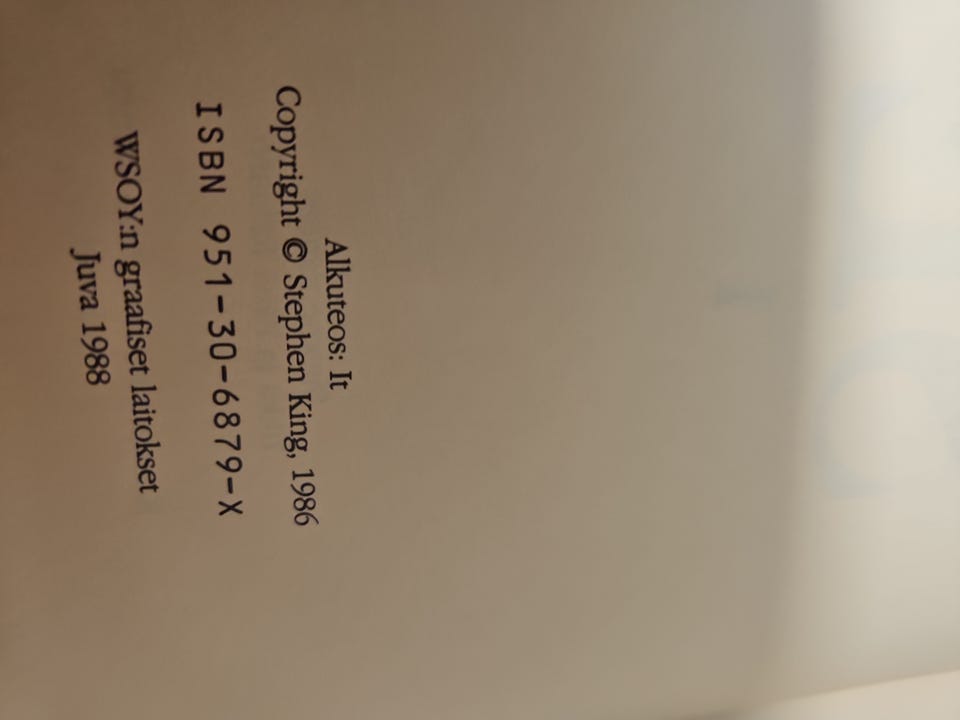 Alkuteos: It
Copyright © Stephen King, 1986
ISBN 951-30-6879-X
WSOY:n graafiset laitokset
Juva 1988